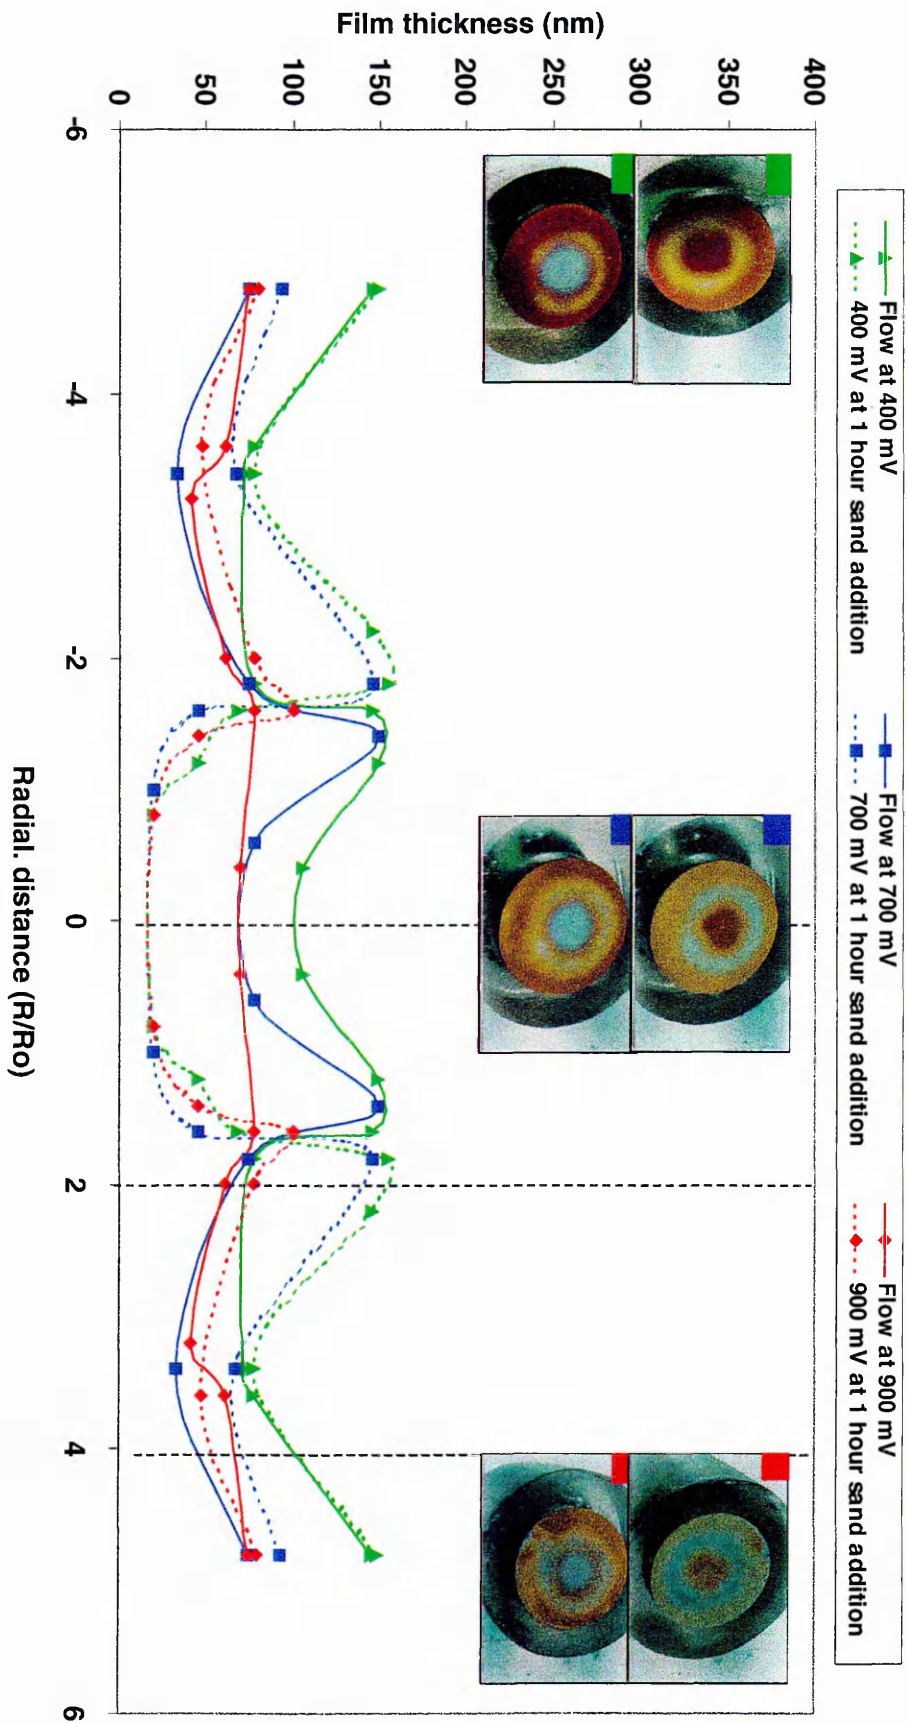 Flow at 400 mV
Flow at 700 mV
Flow at 900 mV
400 mV at 1 hour sand addition
700 mV at 1 hour sand addition
900 mV at 1 hour sand addition
Film thickness (nm)
400
350
300
250
200
150
100
50
0
-6
-4
-2
0
2
4
6
Radial. distance (R/Ro)